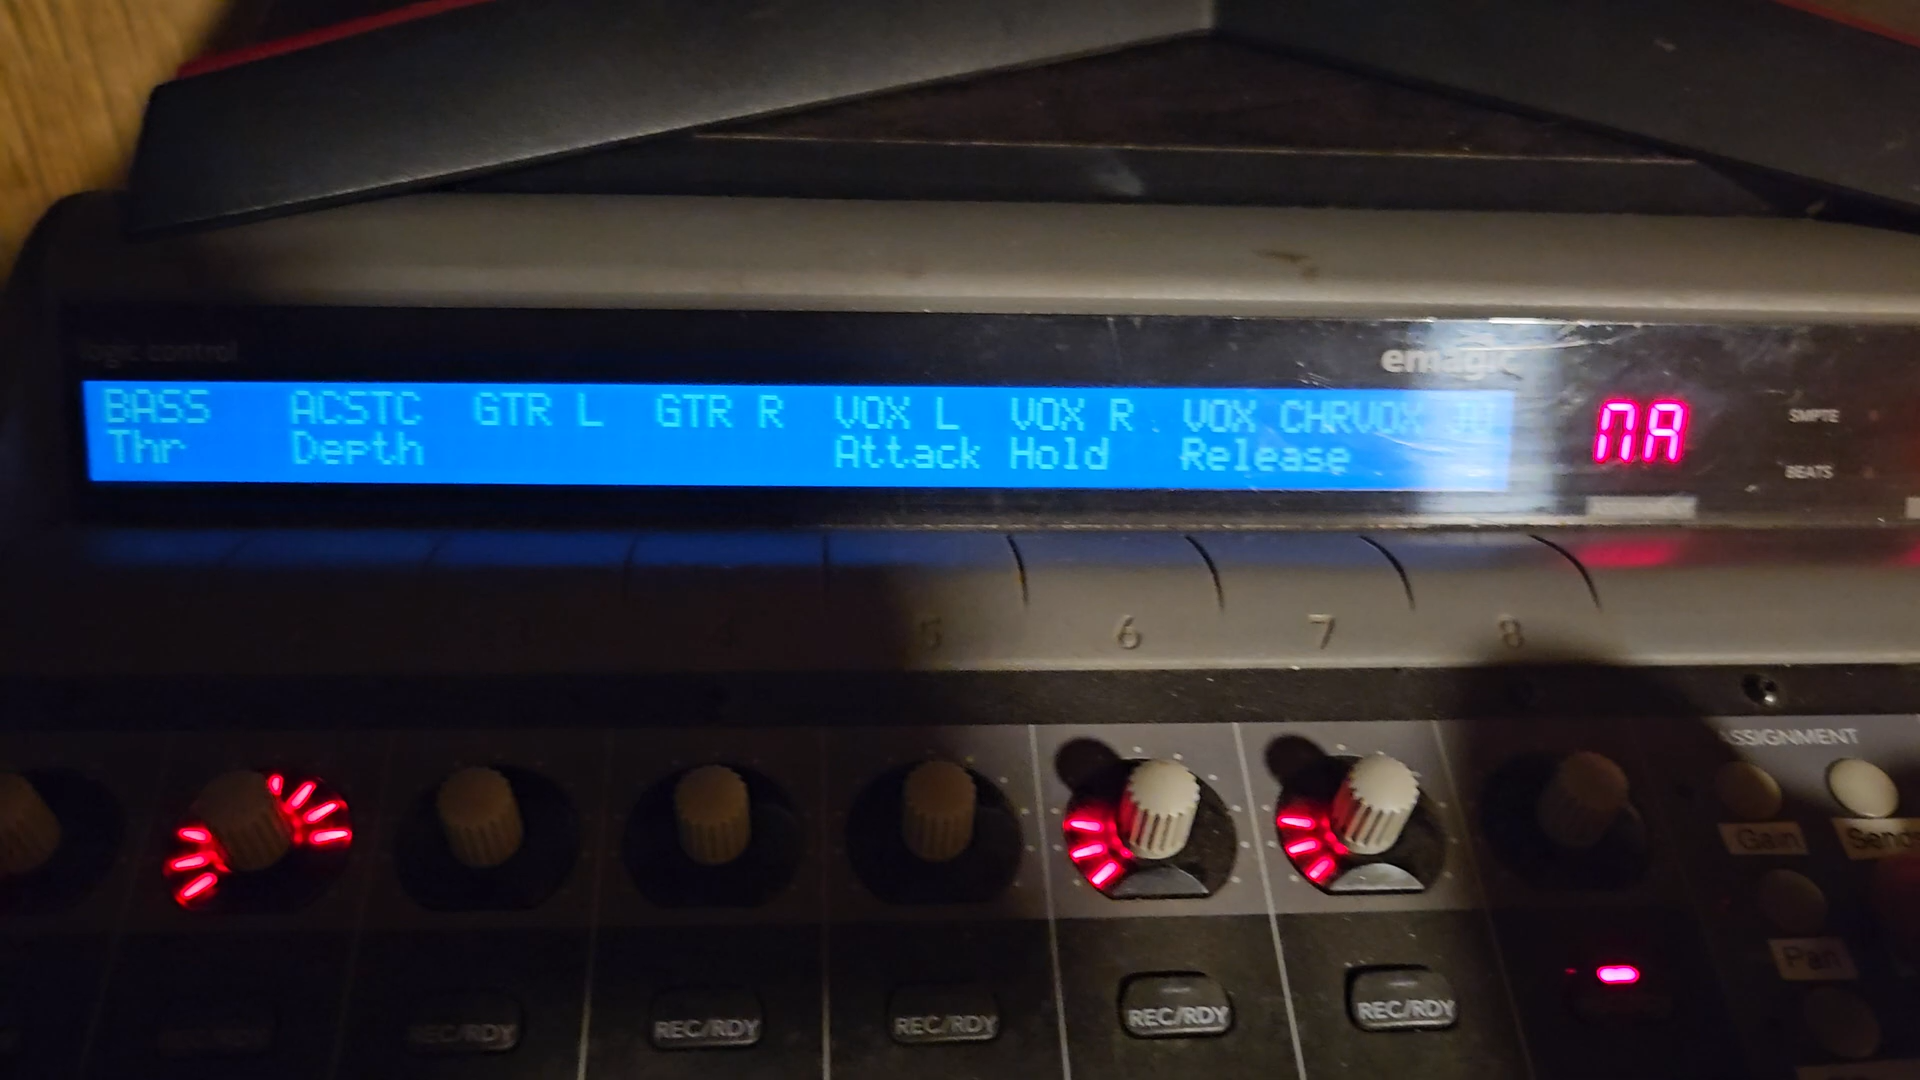 logic control
emagic
BASS ACSTC GTR L GTR R VOX L VOX R VOX CHRVOX
Thr Depth Attack Hold Release
SMPTE
BEATS
5 6 7 8
ASSIGNMENT
Gain
Pan
REC/RDY REC/RDY REC/RDY REC/RDY REC/RDY REC/RDY